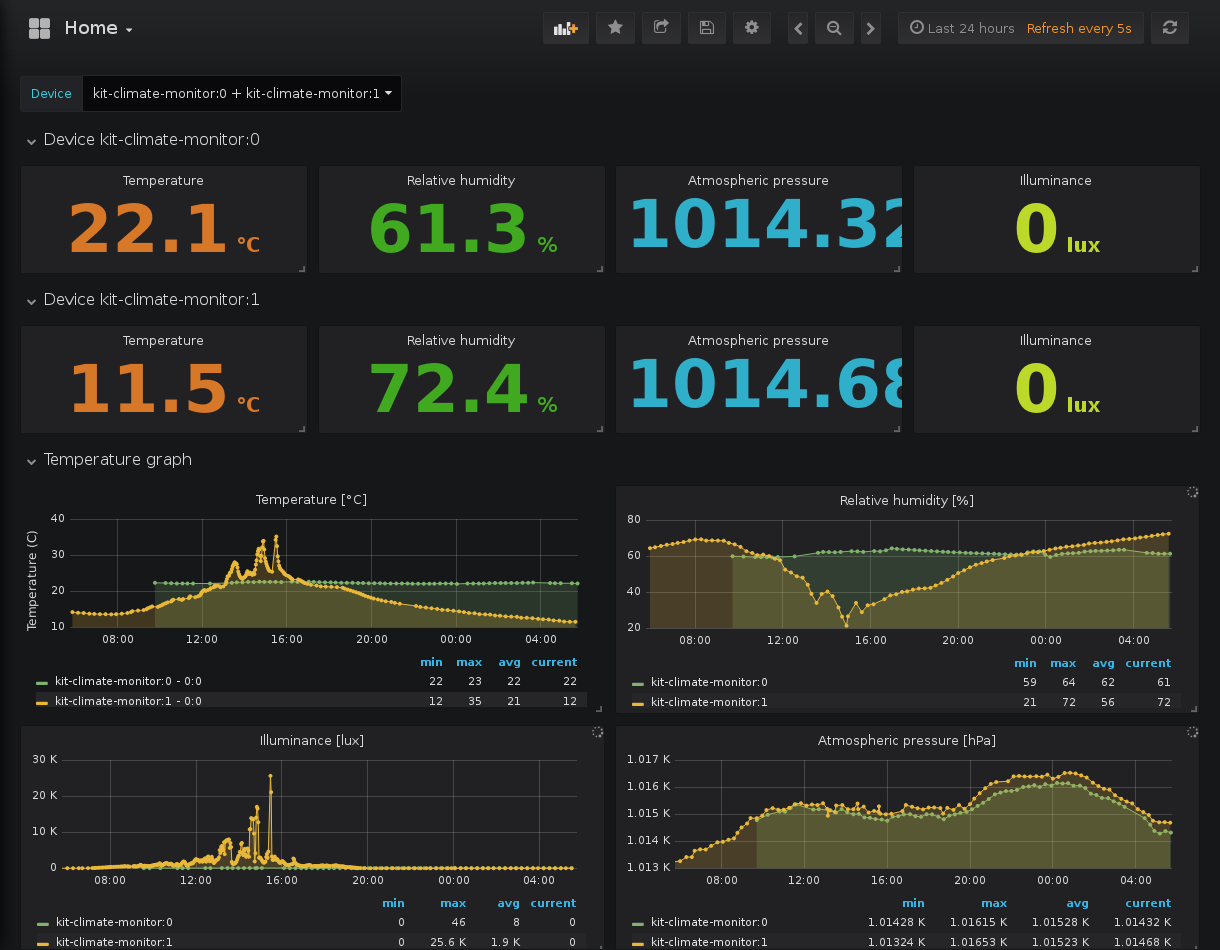 Home
Last 24 hours Refresh every 5s
Device kit-climate-monitor:0 + kit-climate-monitor:1
Device kit-climate-monitor:0
Temperature Relative humidity Atmospheric pressure Illuminance
22.1 °C 61.3 % 1014.32 0 lux
Device kit-climate-monitor:1
Temperature Relative humidity Atmospheric pressure Illuminance
11.5 °C 72.4 % 1014.68 0 lux
Temperature graph
Temperature [°C]
Temperature (C)
40
30
20
10
08:00 12:00 16:00 20:00 00:00 04:00
min max avg current
kit-climate-monitor:0 - 0:0 22 23 22 22
kit-climate-monitor:1 - 0:0 12 35 21 12
Relative humidity [%]
80
60
40
20
08:00 12:00 16:00 20:00 00:00 04:00
min max avg current
kit-climate-monitor:0 59 64 62 61
kit-climate-monitor:1 21 72 56 72
Illuminance [lux]
30 K
20 K
10 K
0
08:00 12:00 16:00 20:00 00:00 04:00
min max avg current
kit-climate-monitor:0 0 46 8 0
kit-climate-monitor:1 0 25.6 K 1.9 K 0
Atmospheric pressure [hPa]
1.017 K
1.016 K
1.015 K
1.014 K
1.013 K
08:00 12:00 16:00 20:00 00:00 04:00
min max avg current
kit-climate-monitor:0 1.01428 K 1.01615 K 1.01528 K 1.01432 K
kit-climate-monitor:1 1.01324 K 1.01653 K 1.01523 K 1.01468 K